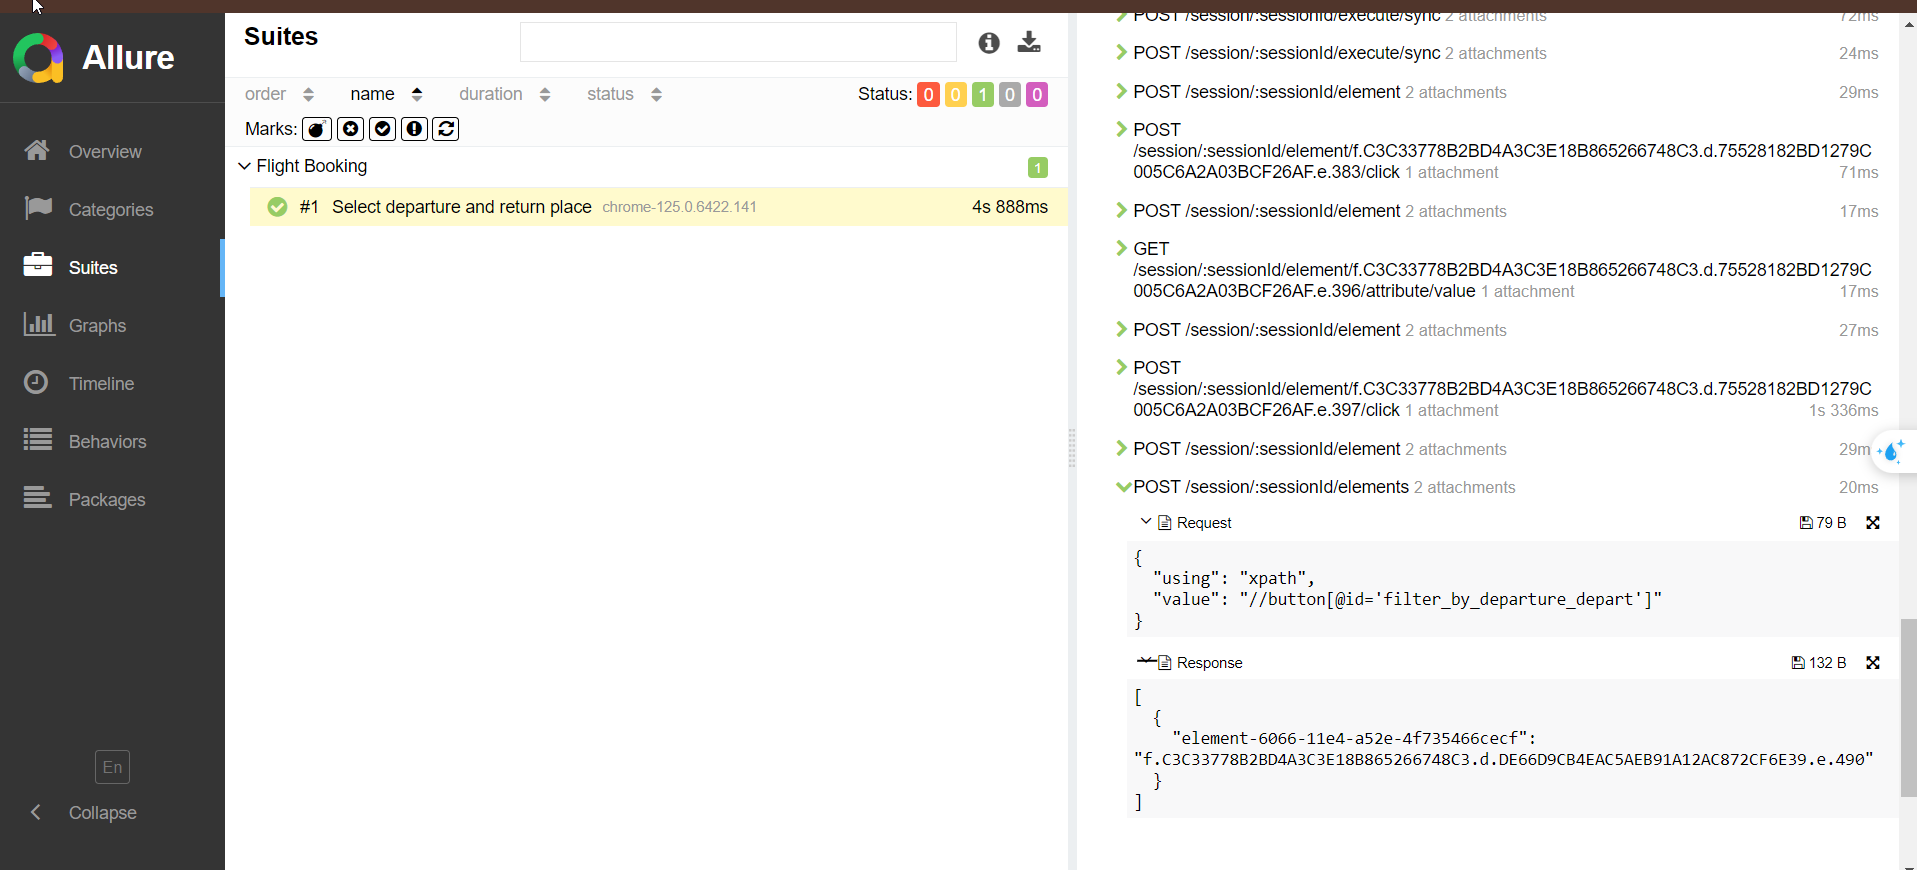 Allure
Overview
Categories
Suites
Graphs
Timeline
Behaviors
Packages
En
Collapse
Suites
order name duration status Status: 0 0 1 0 0
Marks:
Flight Booking 1
#1 Select departure and return place chrome-125.0.6422.141 4s 888ms
POST /session/:sessionId/execute/sync 2 attachments 72ms
POST /session/:sessionId/execute/sync 2 attachments 24ms
POST /session/:sessionId/element 2 attachments 29ms
POST
/session/:sessionId/element/f.C3C33778B2BD4A3C3E18B865266748C3.d.75528182BD1279C
005C6A2A03BCF26AF.e.383/click 1 attachment 71ms
POST /session/:sessionId/element 2 attachments 17ms
GET
/session/:sessionId/element/f.C3C33778B2BD4A3C3E18B865266748C3.d.75528182BD1279C
005C6A2A03BCF26AF.e.396/attribute/value 1 attachment 17ms
POST /session/:sessionId/element 2 attachments 27ms
POST
/session/:sessionId/element/f.C3C33778B2BD4A3C3E18B865266748C3.d.75528182BD1279C
005C6A2A03BCF26AF.e.397/click 1 attachment 1s 336ms
POST /session/:sessionId/element 2 attachments 29m
POST /session/:sessionId/elements 2 attachments 20ms
Request 79 B
{
"using": "xpath",
"value": "//button[@id='filter_by_departure_depart']"
}
Response 132 B
[
{
"element-6066-11e4-a52e-4f735466cecf":
"f.C3C33778B2BD4A3C3E18B865266748C3.d.DE66D9CB4EAC5AEB91A12AC872CF6E39.e.490"
}
]